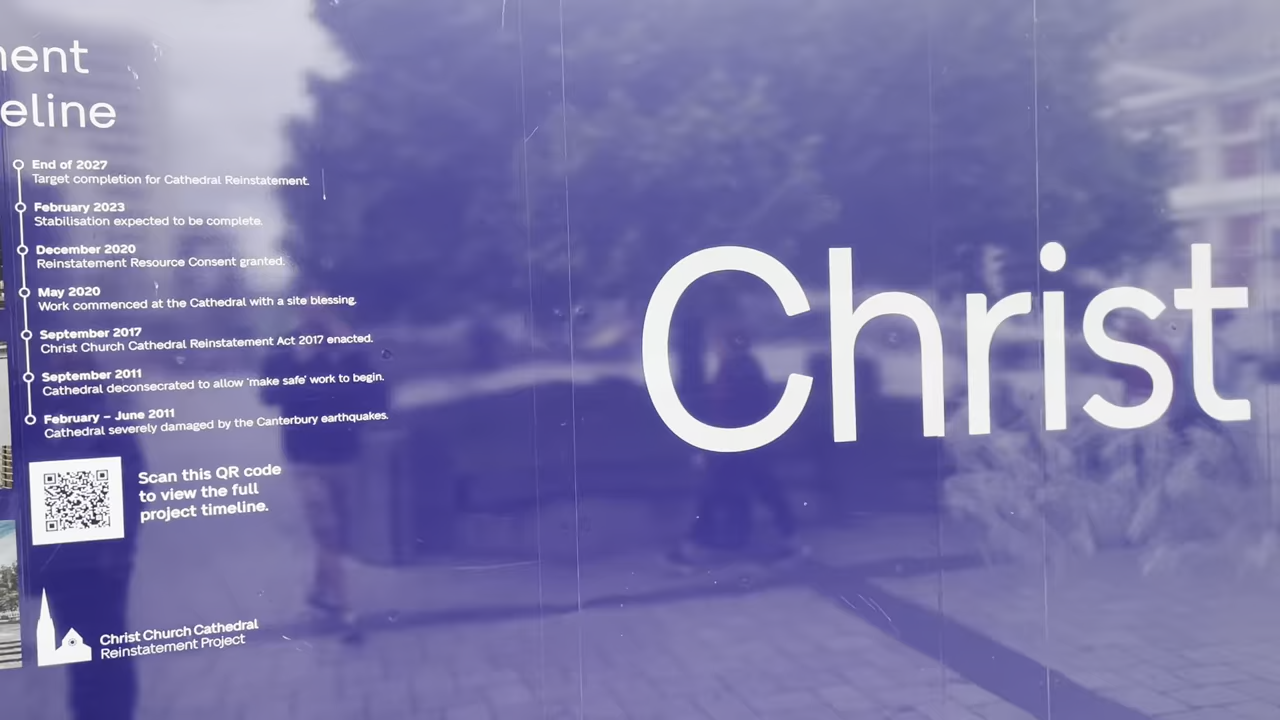 ment
eline
End of 2027
Target completion for Cathedral Reinstatement.
February 2023
Stabilisation expected to be complete.
December 2020
Reinstatement Resource Consent granted.
May 2020
Work commenced at the Cathedral with a site blessing.
September 2017
Christ Church Cathedral Reinstatement Act 2017 enacted.
September 2011
Cathedral deconsecrated to allow 'make safe' work to begin.
February – June 2011
Cathedral severely damaged by the Canterbury earthquakes.
Scan this QR code
to view the full
project timeline.
Christ Church Cathedral
Reinstatement Project
Christ